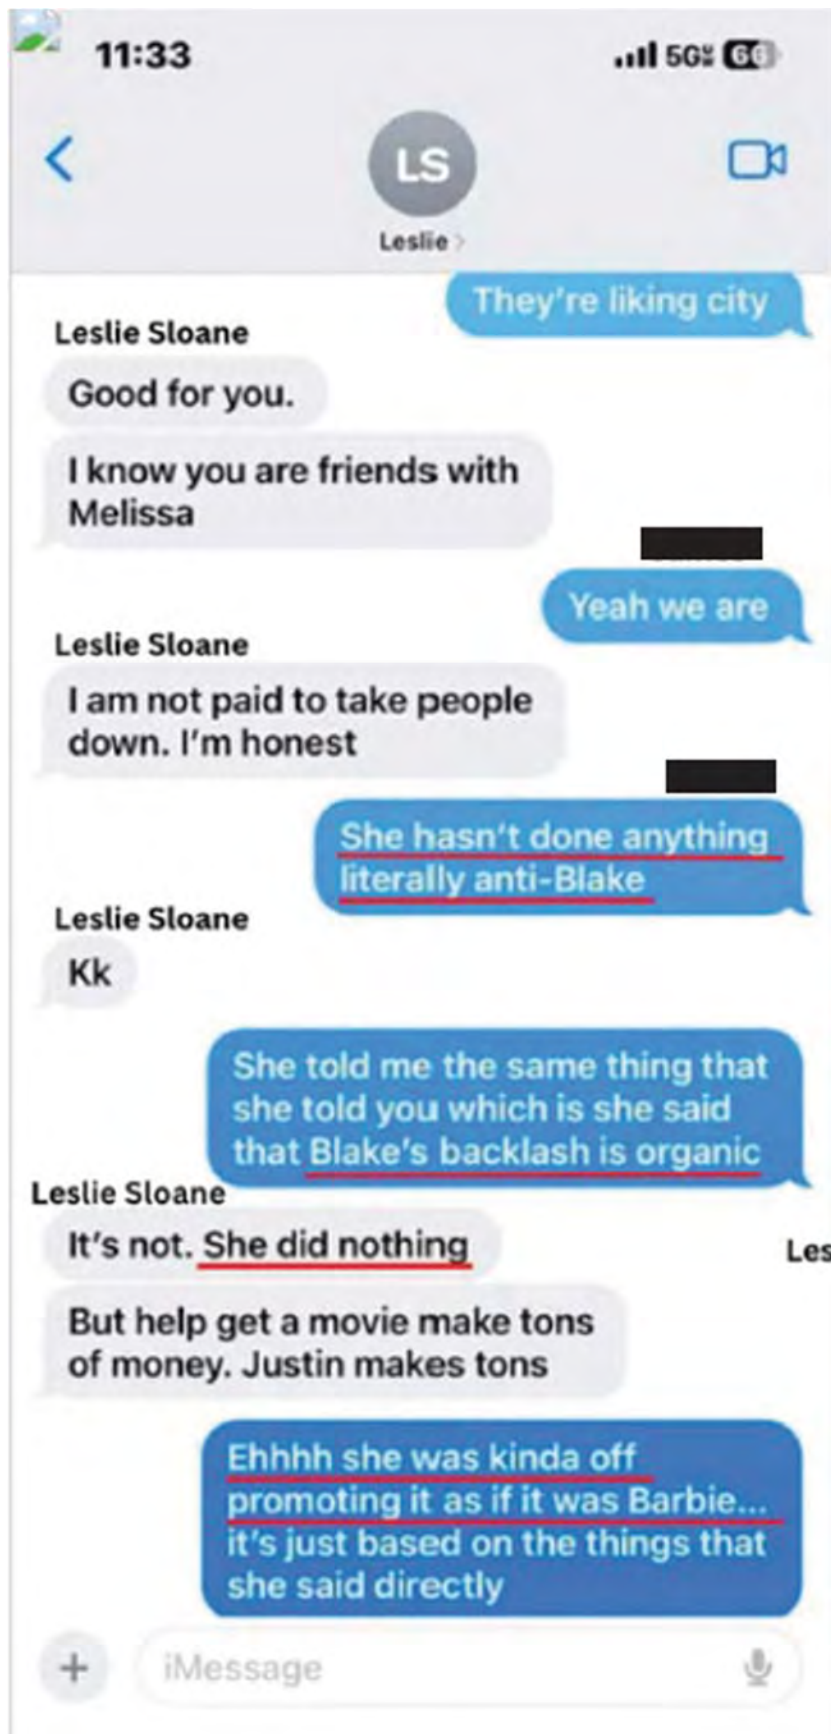 11:33
5G
66
LS
Leslie
They're liking city
Leslie Sloane
Good for you.
I know you are friends with
Melissa
Yeah we are
Leslie Sloane
I am not paid to take people
down. I'm honest
She hasn't done anything
literally anti-Blake
Leslie Sloane
Kk
She told me the same thing that
she told you which is she said
that Blake's backlash is organic
Leslie Sloane
It's not. She did nothing
Les
But help get a movie make tons
of money. Justin makes tons
Ehhhh she was kinda off
promoting it as if it was Barbie...
it's just based on the things that
she said directly
iMessage